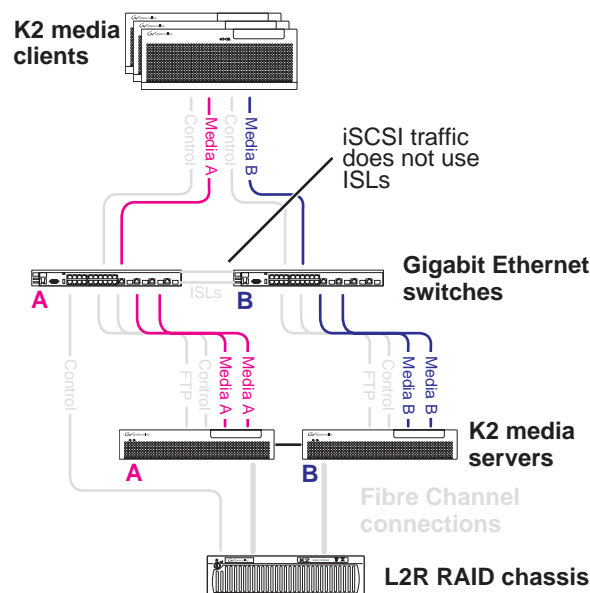 K2 media
clients
Control
Media A
Control
Media B
iSCSI traffic
does not use
ISLs
A
ISLs
B
Gigabit Ethernet
switches
Control
FTP
Control
Media A
Media A
FTP
Control
Media B
Media B
K2 media
servers
A
B
Fibre Channel
connections
K2
L2R RAID chassis